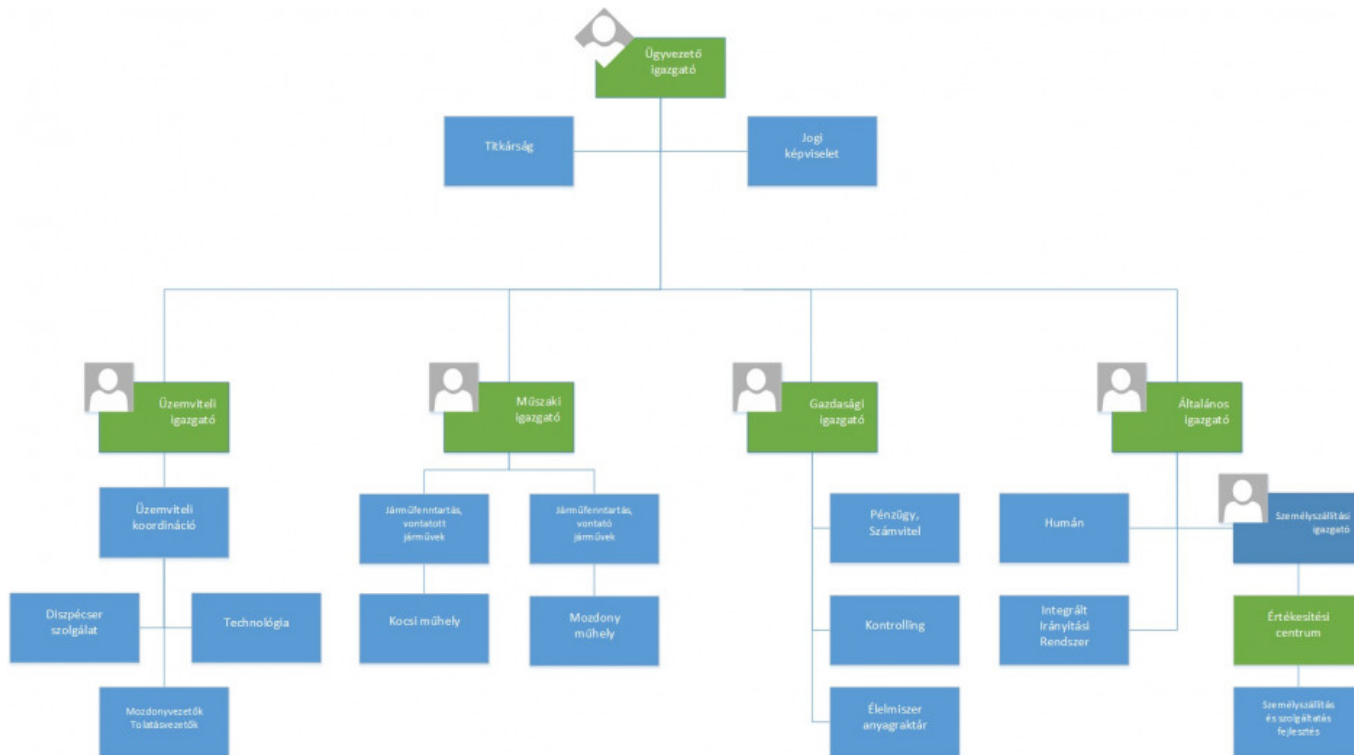 Ügyvezető
igazgató
Titkárság
Jogi
képviselet
Üzemviteli
igazgató
Műszaki
igazgató
Gazdasági
igazgató
Általános
igazgató
Üzemviteli
koordináció
Járműfenntartás,
vontatott
járművek
Járműfenntartás,
vontató
járművek
Pénzügy,
Számvitel
Humán
Személyszállítási
igazgató
Diszpécser
szolgálat
Technológia
Kocsi műhely
Mozdony
műhely
Kontrolling
Integrált
Irányítási
Rendszer
Értékesítési
centrum
Mozdonyvezetők
Tolatásvezetők
Élelmiszer
anyagraktár
Személyszállítás
és szolgáltatás
fejlesztés